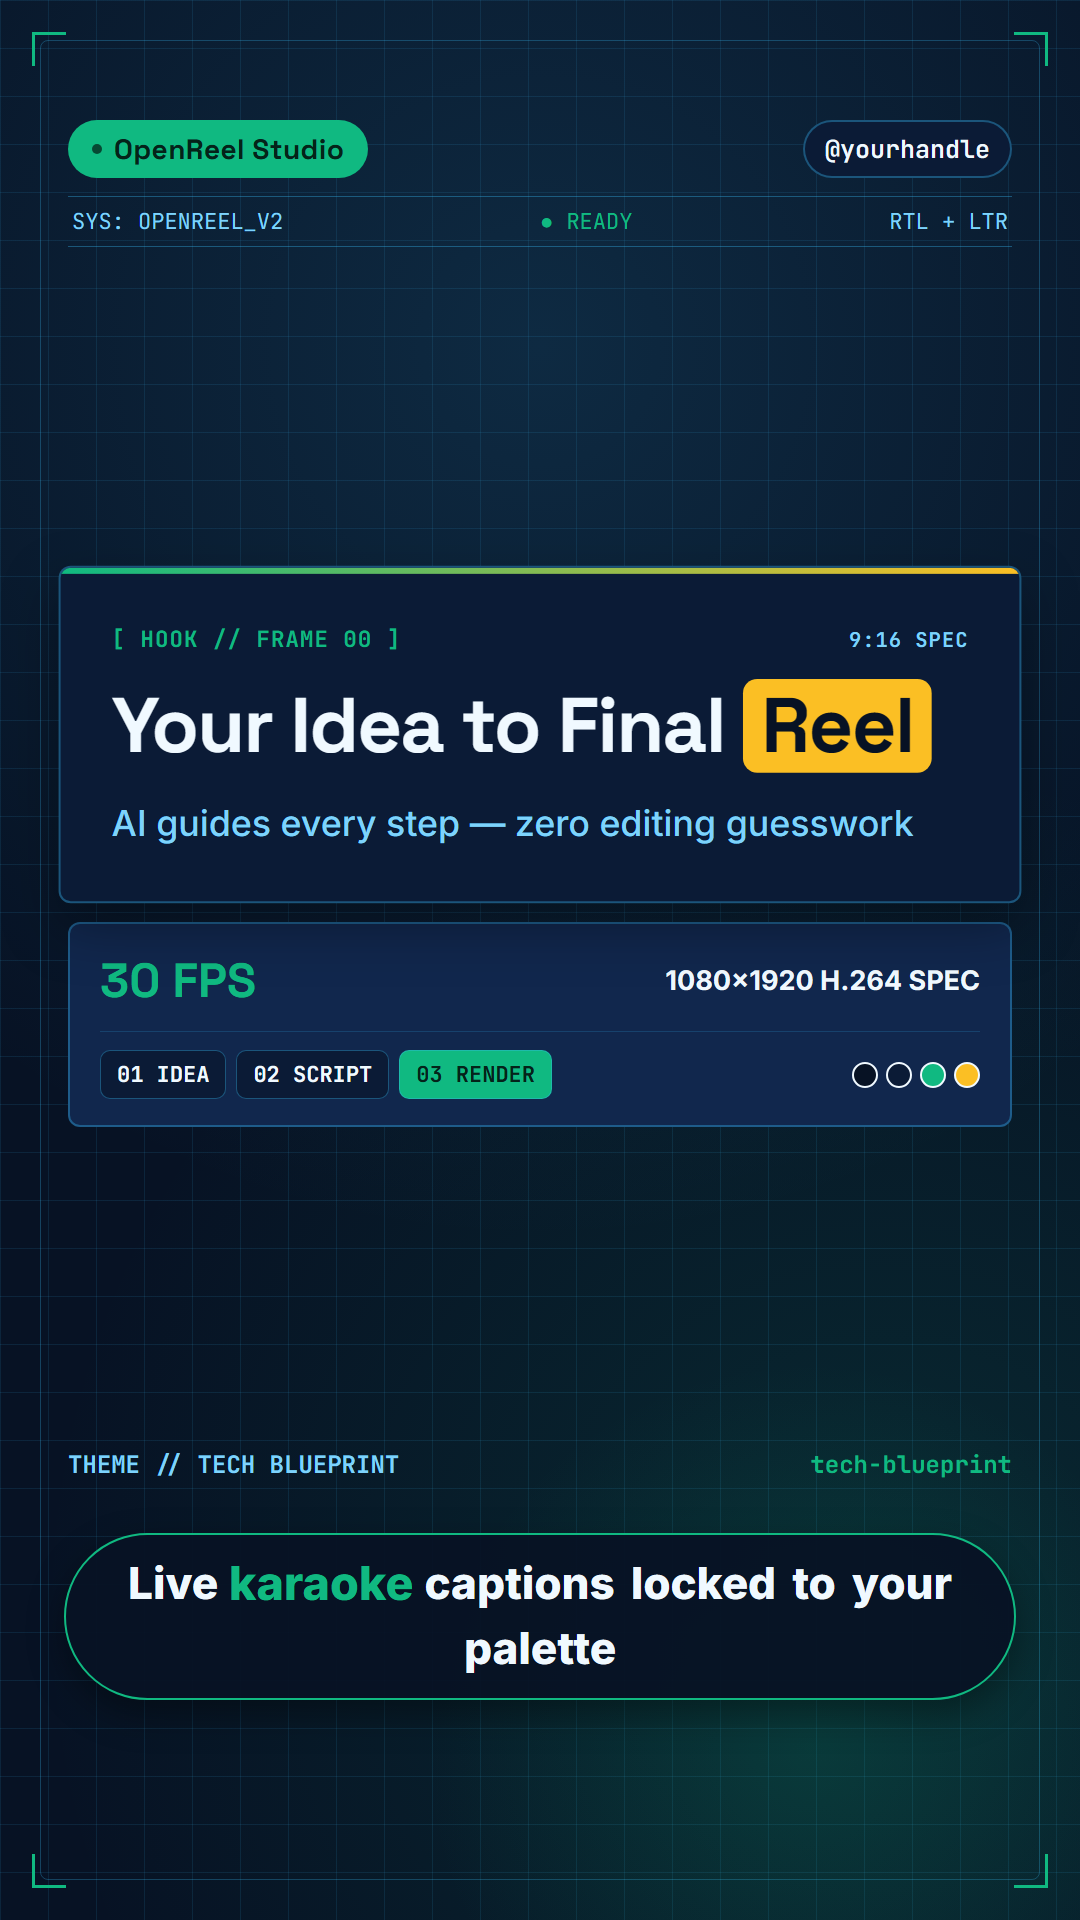 OpenReel Studio
@yourhandle
SYS: OPENREEL_V2
● READY
RTL + LTR
[ HOOK // FRAME 00 ]
9:16 SPEC
Your Idea to Final Reel
AI guides every step — zero editing guesswork
30 FPS
1080×1920 H.264 SPEC
01 IDEA
02 SCRIPT
03 RENDER
THEME // TECH BLUEPRINT
tech-blueprint
Live karaoke captions locked to your
palette